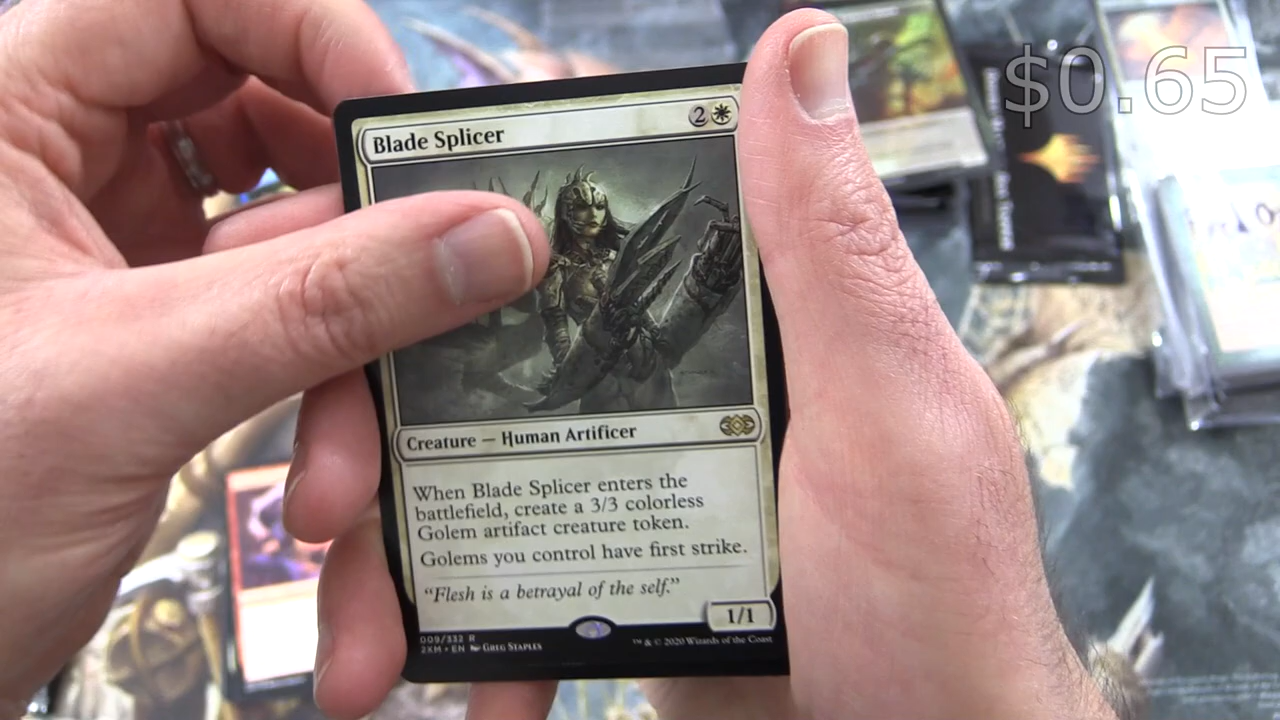 $0.65
Blade Splicer
2
Creature — Human Artificer
When Blade Splicer enters the
battlefield, create a 3/3 colorless
Golem artifact creature token.
Golems you control have first strike.
“Flesh is a betrayal of the self.”
1/1
009/332 R
2XM • EN Greg Staples
™ & © 2020 Wizards of the Coast